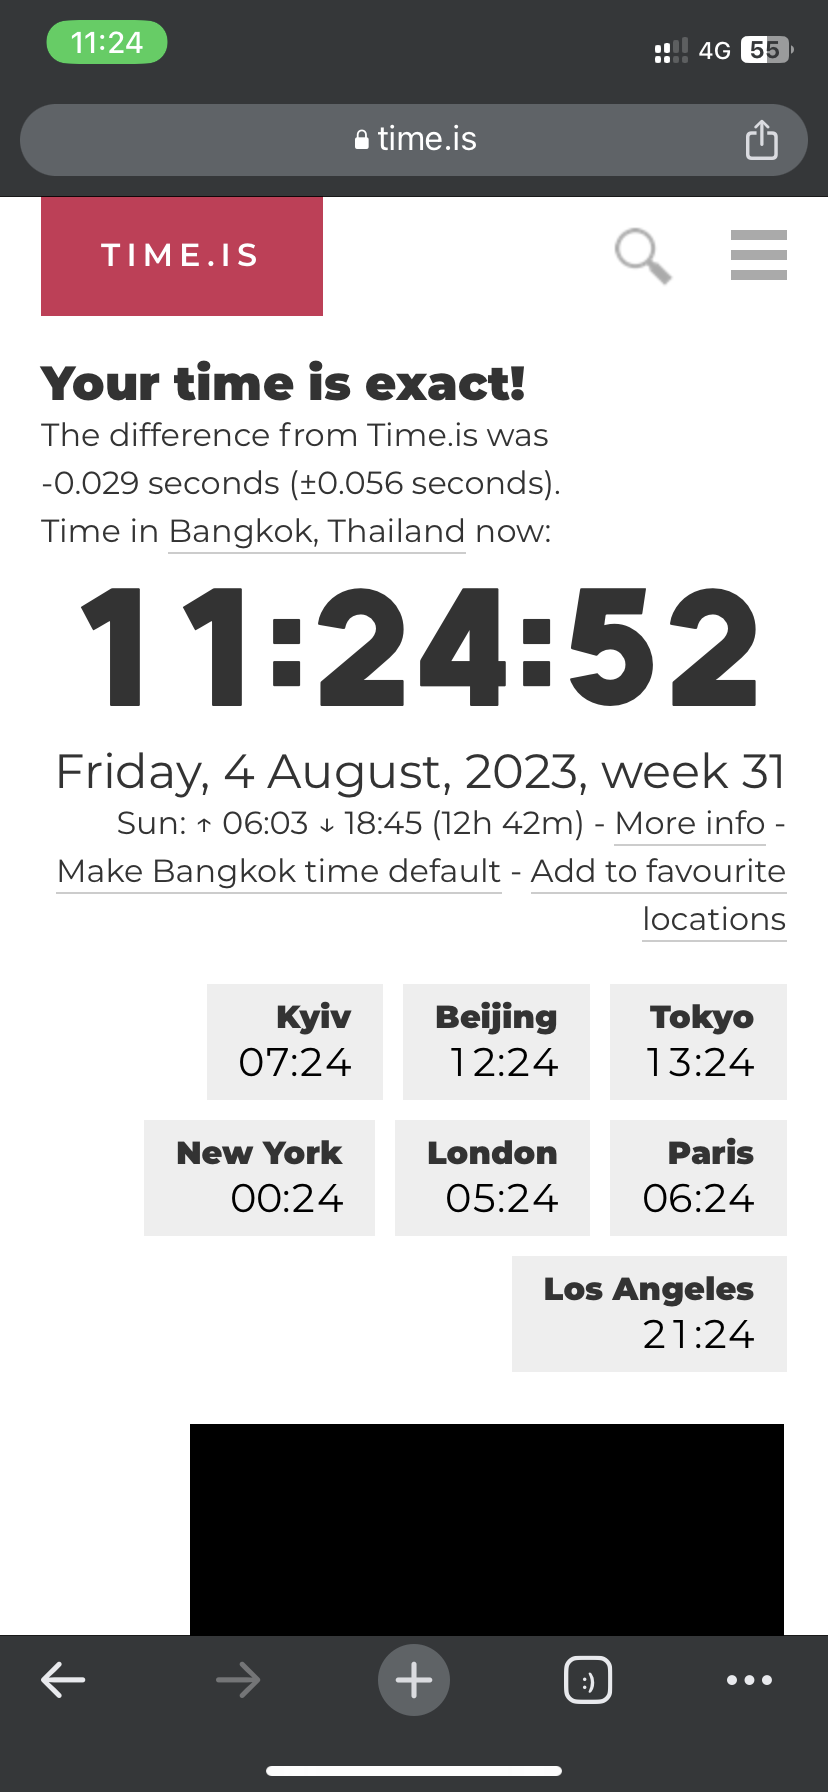 11:24
4G 55
time.is
TIME.IS
Your time is exact!
The difference from Time.is was
-0.029 seconds (±0.056 seconds).
Time in Bangkok, Thailand now:
11:24:52
Friday, 4 August, 2023, week 31
Sun: ↑ 06:03 ↓ 18:45 (12h 42m) - More info -
Make Bangkok time default - Add to favourite
locations
Kyiv Beijing Tokyo
07:24 12:24 13:24
New York London Paris
00:24 05:24 06:24
Los Angeles
21:24
:)